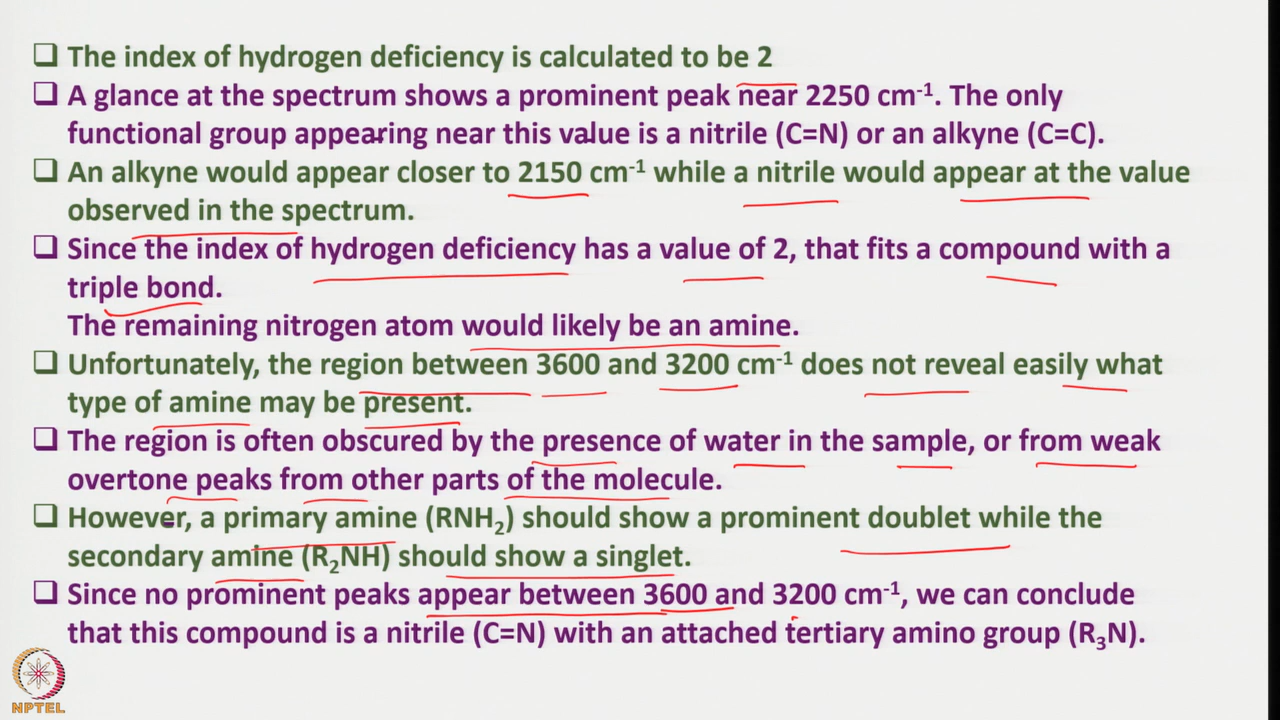 ❑ The index of hydrogen deficiency is calculated to be 2
❑ A glance at the spectrum shows a prominent peak near 2250 cm⁻¹. The only
functional group appearing near this value is a nitrile (C=N) or an alkyne (C=C).
❑ An alkyne would appear closer to 2150 cm⁻¹ while a nitrile would appear at the value
observed in the spectrum.
❑ Since the index of hydrogen deficiency has a value of 2, that fits a compound with a
triple bond.
The remaining nitrogen atom would likely be an amine.
❑ Unfortunately, the region between 3600 and 3200 cm⁻¹ does not reveal easily what
type of amine may be present.
❑ The region is often obscured by the presence of water in the sample, or from weak
overtone peaks from other parts of the molecule.
❑ However, a primary amine (RNH₂) should show a prominent doublet while the
secondary amine (R₂NH) should show a singlet.
❑ Since no prominent peaks appear between 3600 and 3200 cm⁻¹, we can conclude
that this compound is a nitrile (C=N) with an attached tertiary amino group (R₃N).
NPTEL